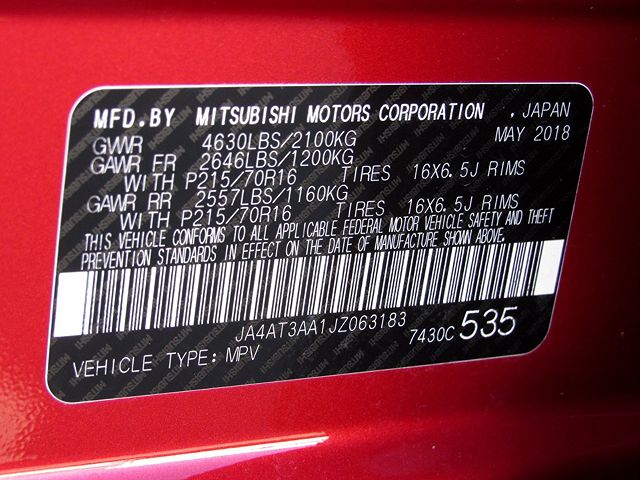 MFD.BY MITSUBISHI MOTORS CORPORATION , JAPAN
GVWR 4630LBS/2100KG MAY 2018
GAWR FR 2646LBS/1200KG
WITH P215/70R16 TIRES 16X6.5J RIMS
GAWR RR 2557LBS/1160KG
WITH P215/70R16 TIRES 16X6.5J RIMS
THIS VEHICLE CONFORMS TO ALL APPLICABLE FEDERAL MOTOR VEHICLE SAFETY AND THEFT
PREVENTION STANDARDS IN EFFECT ON THE DATE OF MANUFACTURE SHOWN ABOVE.
JA4AT3AA1JZ063183 7430C 535
VEHICLE TYPE: MPV